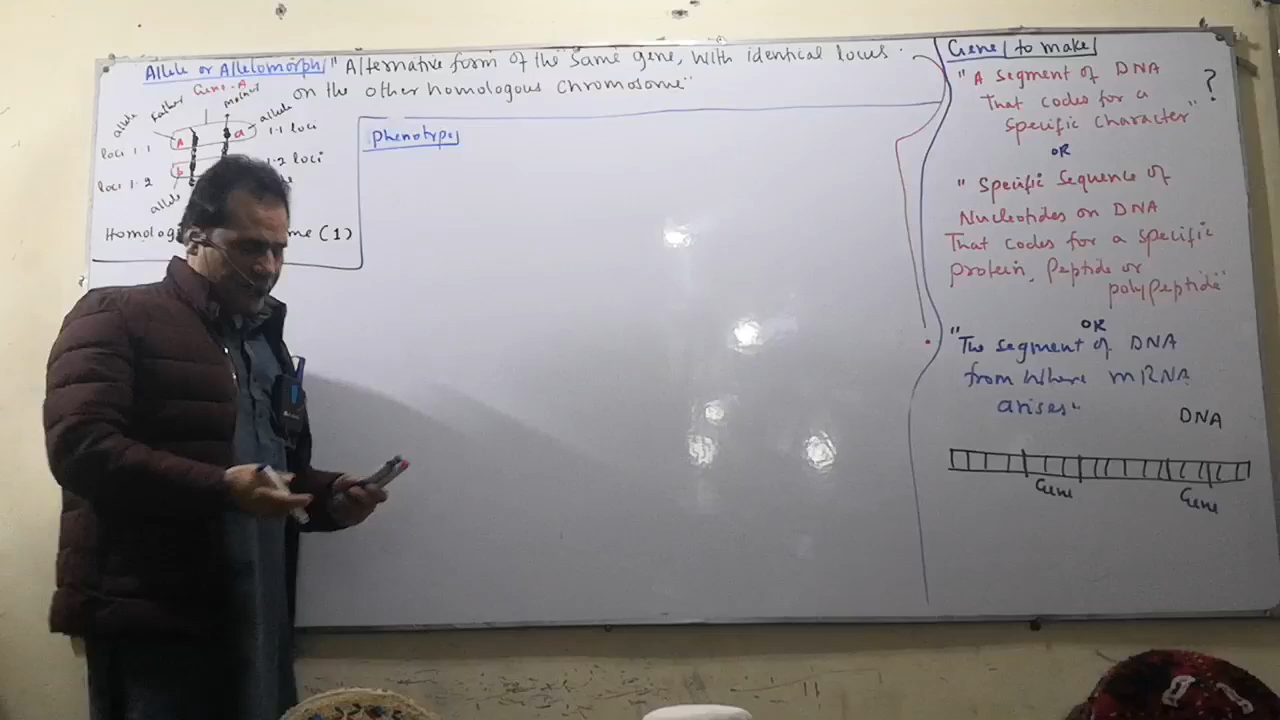 Allele or Allelomorph "Alternative form of the same gene, with identical locus
on the other homologous chromosome"
Gene-A
allele Father Mother allele
A a
loci 1.1 1.1 loci
b
loci 1.2 1.2 loci
allele
Homolog me (1)
Phenotype
Gene / to make
"A segment of DNA
That codes for a
specific character" ?
OR
"Specific sequence of
Nucleotides on DNA
That codes for a specific
protein, peptide or
polypeptide"
OR
"The segment of DNA
from where mRNA
arises"
DNA
Gene Gene